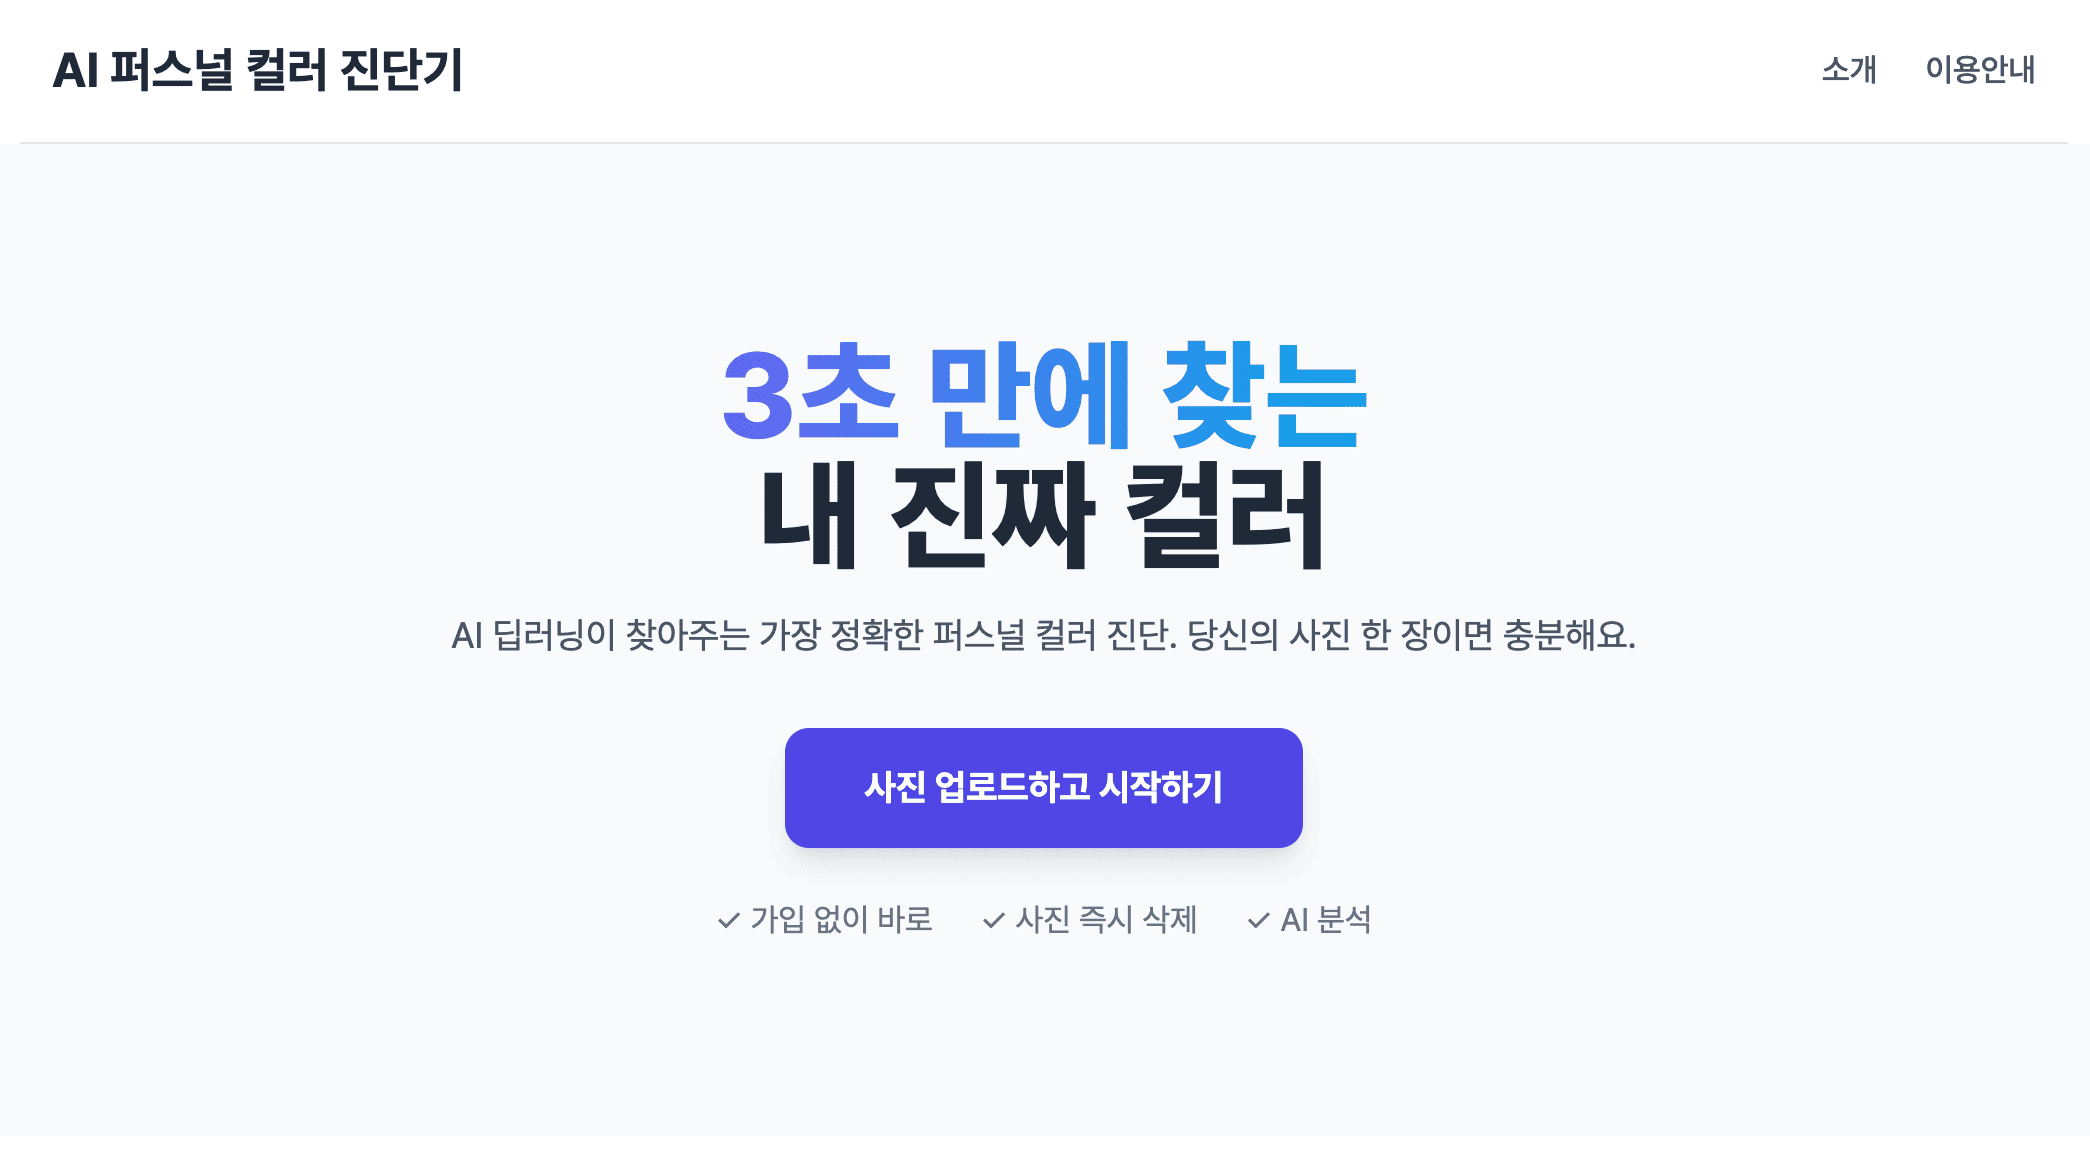 AI 퍼스널 컬러 진단기
소개 이용안내
3초 만에 찾는
내 진짜 컬러
AI 딥러닝이 찾아주는 가장 정확한 퍼스널 컬러 진단. 당신의 사진 한 장이면 충분해요.
사진 업로드하고 시작하기
✓ 가입 없이 바로 ✓ 사진 즉시 삭제 ✓ AI 분석